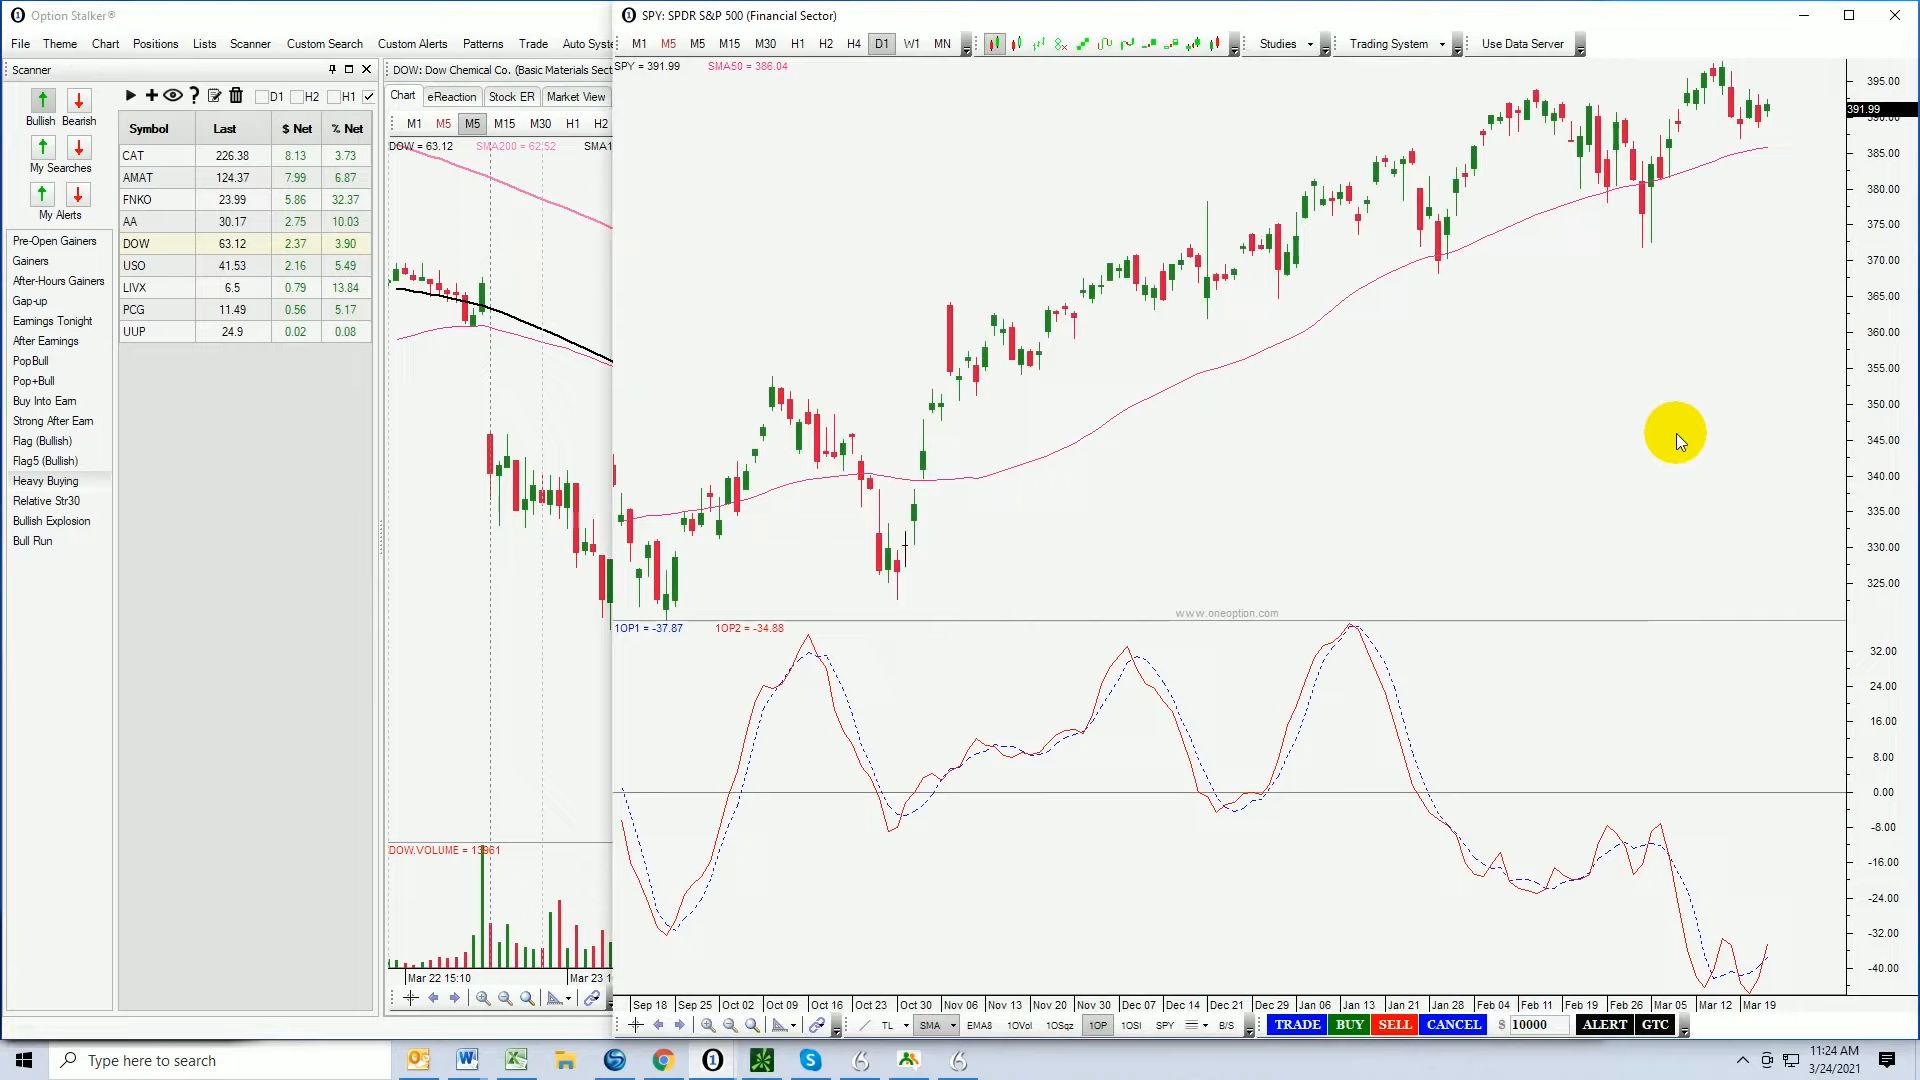 Option Stalker®
File Theme Chart Positions Lists Scanner Custom Search Custom Alerts Patterns Trade Auto Syste
Scanner
Bullish Bearish
My Searches
My Alerts
Pre-Open Gainers
Gainers
After-Hours Gainers
Gap-up
Earnings Tonight
After Earnings
PopBull
Pop+Bull
Buy Into Earn
Strong After Earn
Flag (Bullish)
Flag5 (Bullish)
Heavy Buying
Relative Str30
Bullish Explosion
Bull Run
D1 H2 H1
Symbol Last $ Net % Net
CAT 226.38 8.13 3.73
AMAT 124.37 7.99 6.87
FNKO 23.99 5.86 32.37
AA 30.17 2.75 10.03
DOW 63.12 2.37 3.90
USO 41.53 2.16 5.49
LIVX 6.5 0.79 13.84
PCG 11.49 0.56 5.17
UUP 24.9 0.02 0.08
DOW: Dow Chemical Co. (Basic Materials Sect
Chart eReaction Stock ER Market View
M1 M5 M5 M15 M30 H1 H2
DOW = 63.12 SMA200 = 62.52 SMA1
DOW.VOLUME = 13961
Mar 22 15:10 Mar 23 1
SPY: SPDR S&P 500 (Financial Sector)
M1 M5 M5 M15 M30 H1 H2 H4 D1 W1 MN Studies Trading System Use Data Server
SPY = 391.99 SMA50 = 386.04
395.00
391.99
390.00
385.00
380.00
375.00
370.00
365.00
360.00
355.00
350.00
345.00
340.00
335.00
330.00
325.00
www.oneoption.com
1OP1 = -37.87 1OP2 = -34.88
32.00
24.00
16.00
8.00
0.00
-8.00
-16.00
-24.00
-32.00
-40.00
Sep 18 Sep 25 Oct 02 Oct 09 Oct 16 Oct 23 Oct 30 Nov 06 Nov 13 Nov 20 Nov 30 Dec 07 Dec 14 Dec 21 Dec 29 Jan 06 Jan 13 Jan 21 Jan 28 Feb 04 Feb 11 Feb 19 Feb 26 Mar 05 Mar 12 Mar 19
TL SMA EMA8 1OVol 1OSqz 1OP 1OSI SPY B/S TRADE BUY SELL CANCEL $ 10000 ALERT GTC
Type here to search
11:24 AM
3/24/2021